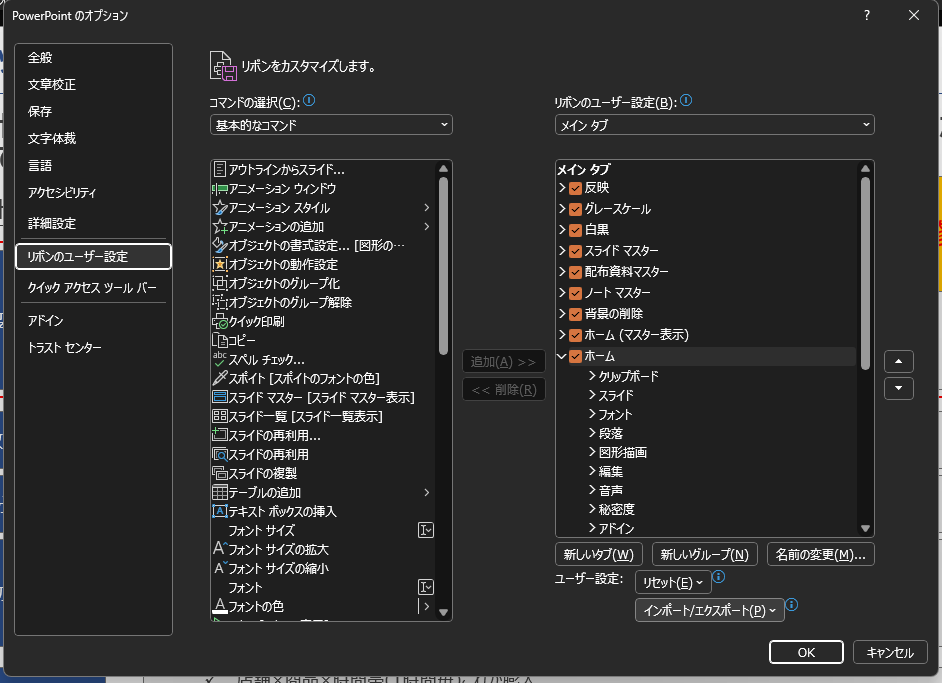 PowerPoint のオプション
?
全般
文章校正
保存
文字体裁
言語
アクセシビリティ
詳細設定
リボンのユーザー設定
クイック アクセス ツール バー
アドイン
トラスト センター
リボンをカスタマイズします。
コマンドの選択(C):
基本的なコマンド
アウトラインからスライド...
アニメーション ウィンドウ
アニメーション スタイル
アニメーションの追加
オブジェクトの書式設定... [図形の…
オブジェクトの動作設定
オブジェクトのグループ化
オブジェクトのグループ解除
クイック印刷
コピー
スペル チェック...
スポイト [スポイトのフォントの色]
スライド マスター [スライド マスター表示]
スライド一覧 [スライド一覧表示]
スライドの再利用...
スライドの再利用
スライドの複製
テーブルの追加
テキスト ボックスの挿入
フォント サイズ
フォント サイズの拡大
フォント サイズの縮小
フォント
フォントの色
追加(A) >>
<< 削除(R)
リボンのユーザー設定(B):
メイン タブ
メイン タブ
反映
グレースケール
白黒
スライド マスター
配布資料マスター
ノート マスター
背景の削除
ホーム (マスター表示)
ホーム
クリップボード
スライド
フォント
段落
図形描画
編集
音声
秘密度
アドイン
新しいタブ(W)
新しいグループ(N)
名前の変更(M)...
ユーザー設定:
リセット(E)
インポート/エクスポート(P)
OK
キャンセル